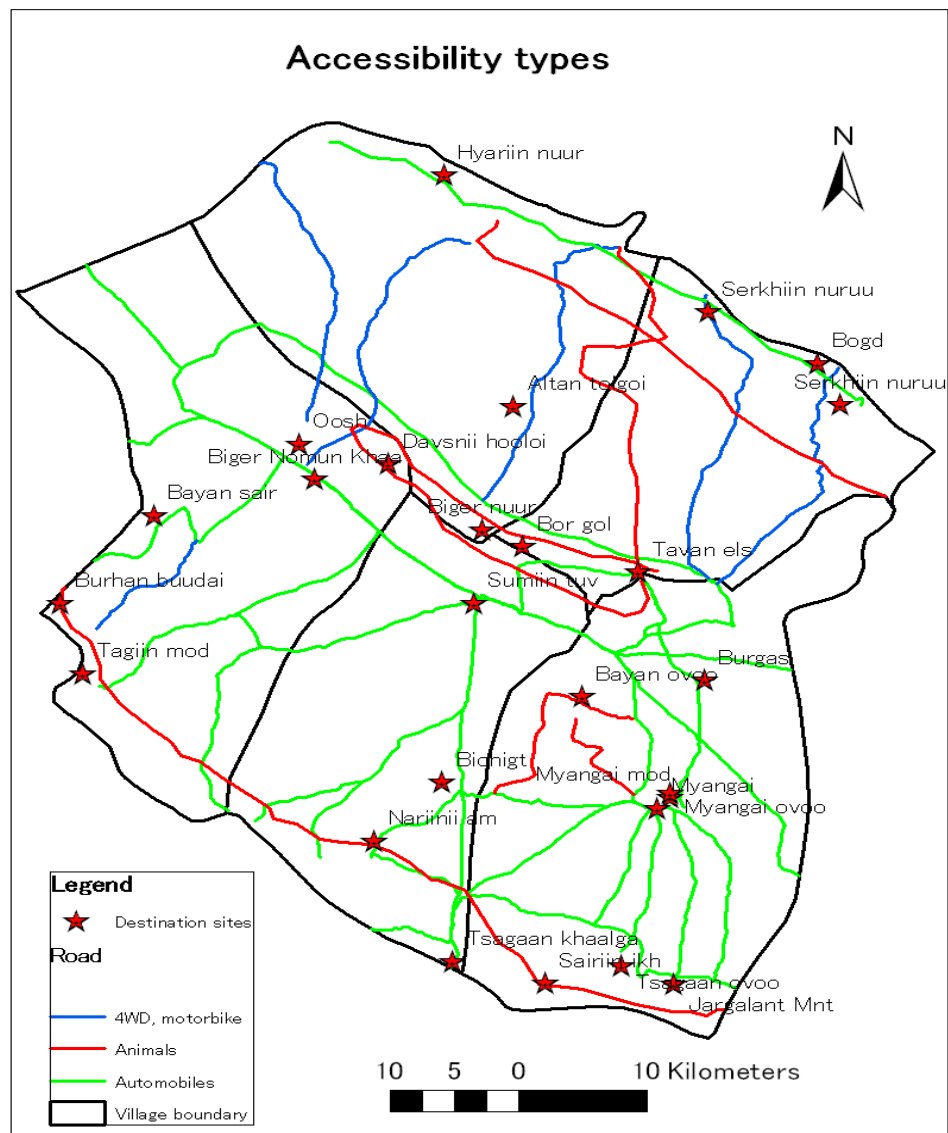 Accessibility types
N
Hyariin nuur
Serkhiin nuruu
Bogd
Serkhiin nuruu
Altan tolgoi
Oosh
Davsnii hooloi
Biger Nomun Khaa
Bayan sair
Biger nuur
Bor gol
Tavan els
Burhan buudai
Sumiin tuv
Tagiin mod
Burgas
Bayan ovoo
Bichigt
Myangai mod
Myangai
Myangai ovoo
Nariinii am
Tsagaan khaalga
Sairiin ikh
Tsagaan ovoo
Jargalant Mnt
Legend
Destination sites
Road
4WD, motorbike
Animals
Automobiles
Village boundary
10 5 0 10 Kilometers